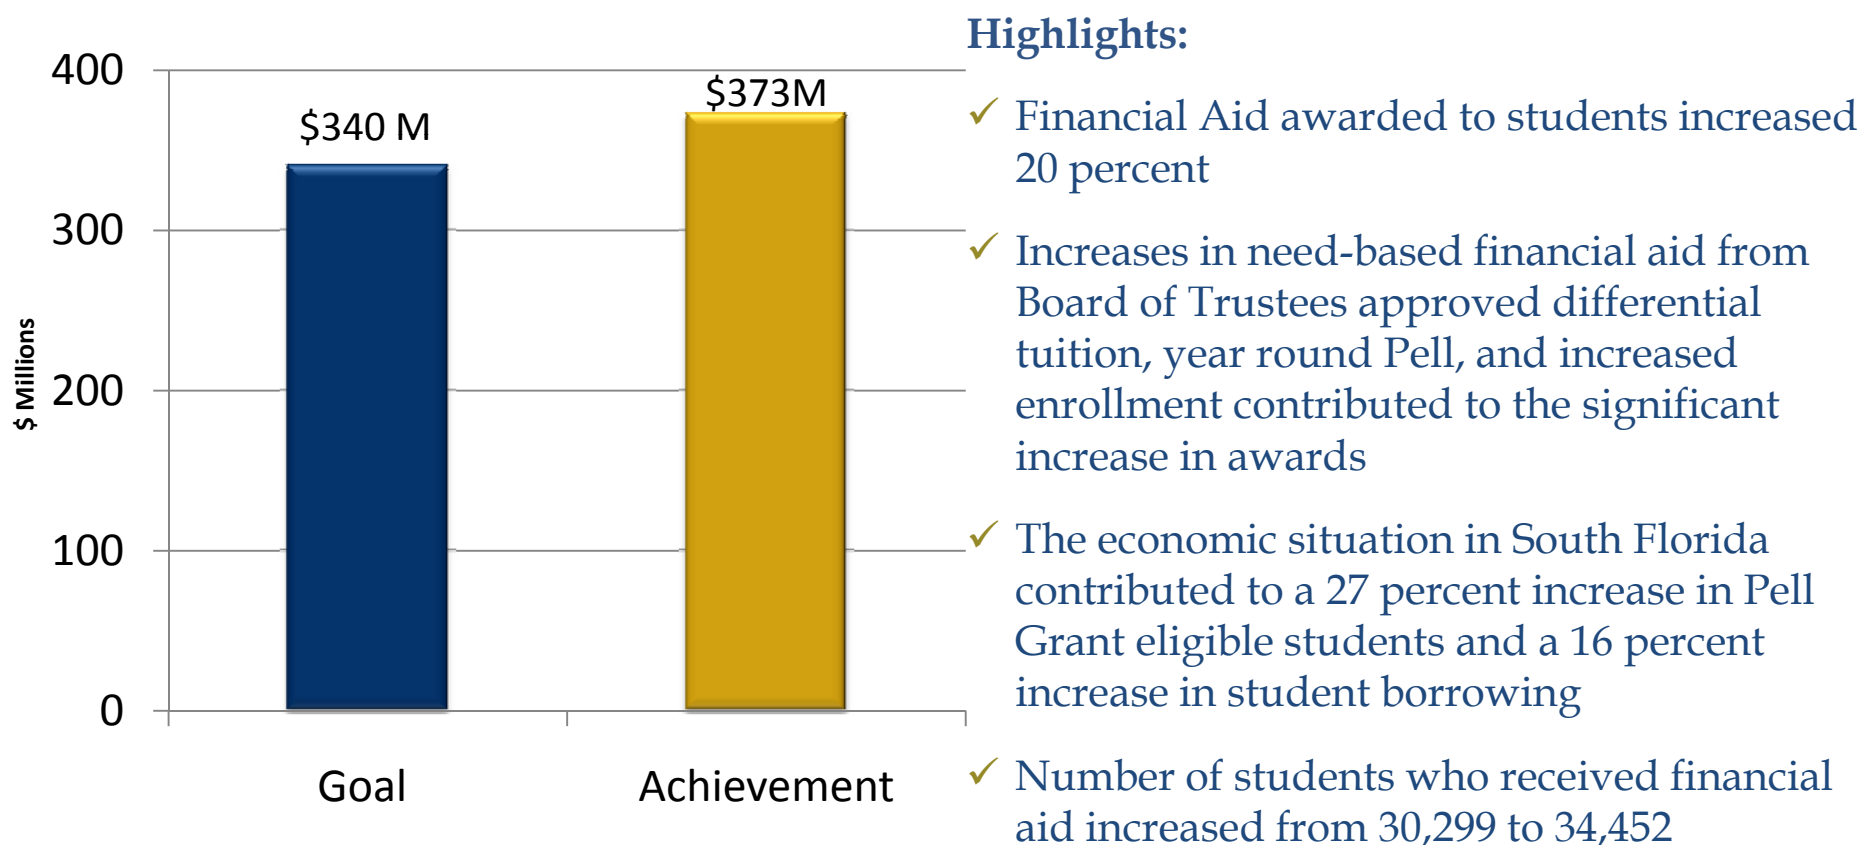 Highlights:
400
$373M
$340 M
✓ Financial Aid awarded to students increased
20 percent
300
✓ Increases in need-based financial aid from
Board of Trustees approved differential
tuition, year round Pell, and increased
enrollment contributed to the significant
increase in awards
$ Millions
200
100
✓ The economic situation in South Florida
contributed to a 27 percent increase in Pell
Grant eligible students and a 16 percent
increase in student borrowing
0
Goal
Achievement
✓ Number of students who received financial
aid increased from 30,299 to 34,452